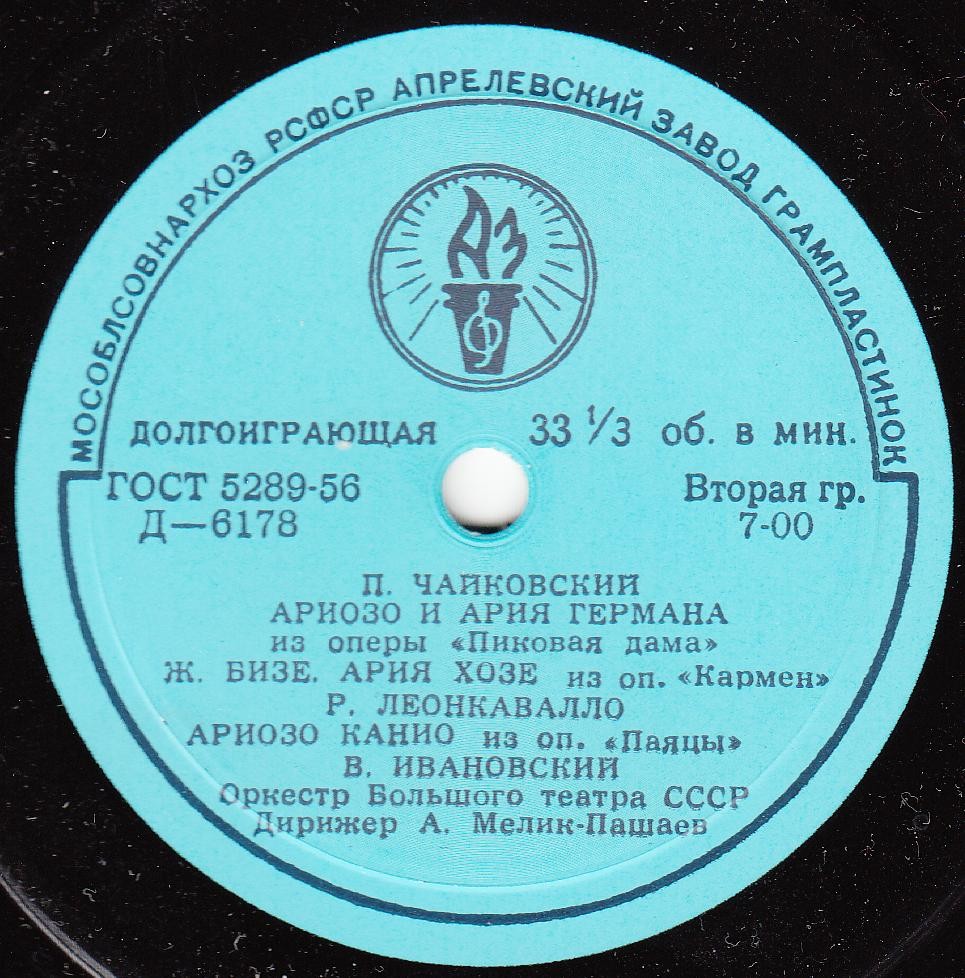 МОСОБЛСОВНАРХОЗ РСФСР АПРЕЛЕВСКИЙ ЗАВОД ГРАМПЛАСТИНОК
АЗ
ДОЛГОИГРАЮЩАЯ 33 1/3 об. в мин.
ГОСТ 5289-56 Вторая гр.
Д—6178 7-00
П. ЧАЙКОВСКИЙ
АРИОЗО И АРИЯ ГЕРМАНА
из оперы «Пиковая дама»
Ж. БИЗЕ. АРИЯ ХОЗЕ из оп. «Кармен»
Р. ЛЕОНКАВАЛЛО
АРИОЗО КАНИО из оп. «Паяцы»
В. ИВАНОВСКИЙ
Оркестр Большого театра СССР
Дирижер А. Мелик-Пашаев